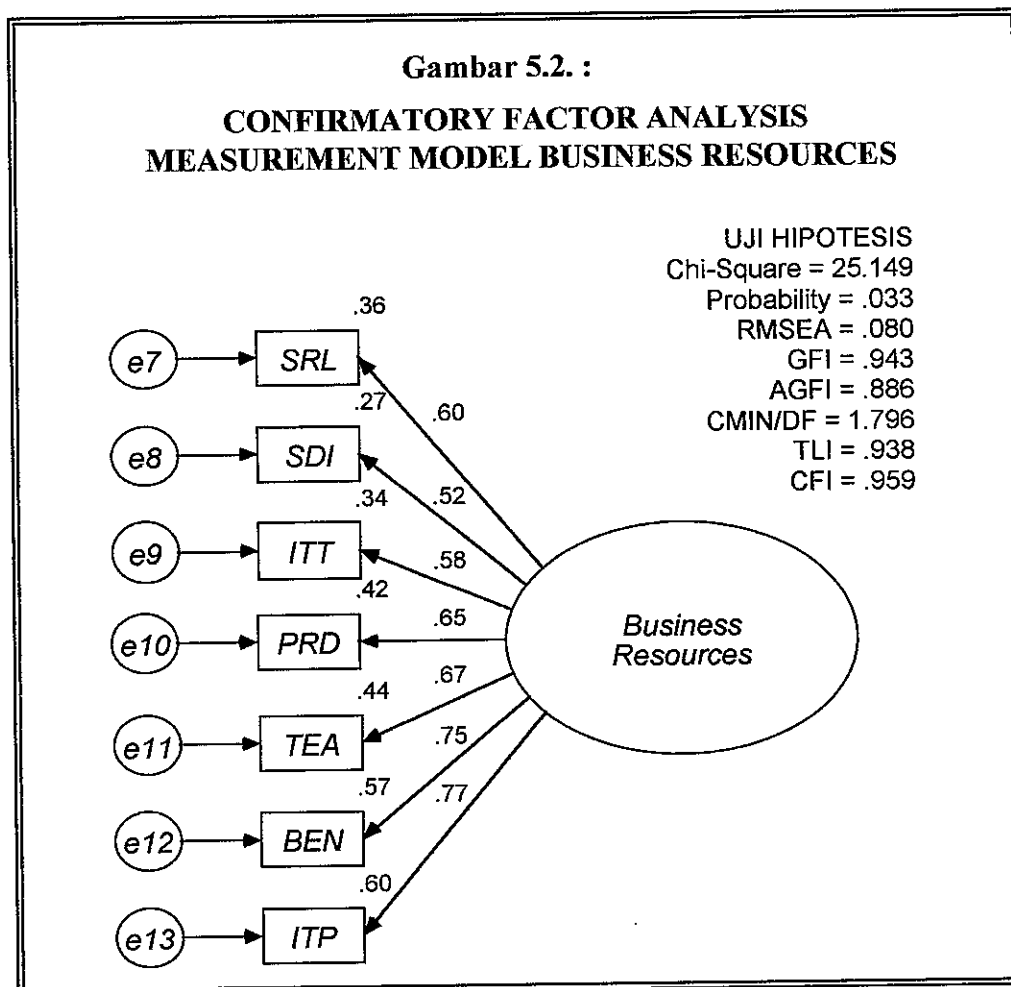 Gambar 5.2. :
CONFIRMATORY FACTOR ANALYSIS
MEASUREMENT MODEL BUSINESS RESOURCES
UJI HIPOTESIS
Chi-Square = 25.149
Probability = .033
RMSEA = .080
GFI = .943
AGFI = .886
CMIN/DF = 1.796
TLI = .938
CFI = .959
.36
e7 SRL
.27 .60
e8 SDI
.34 .52
e9 ITT .58
.42
e10 PRD .65
.44 .67
e11 TEA
.57 .75
e12 BEN .77
.60
e13 ITP
Business
Resources